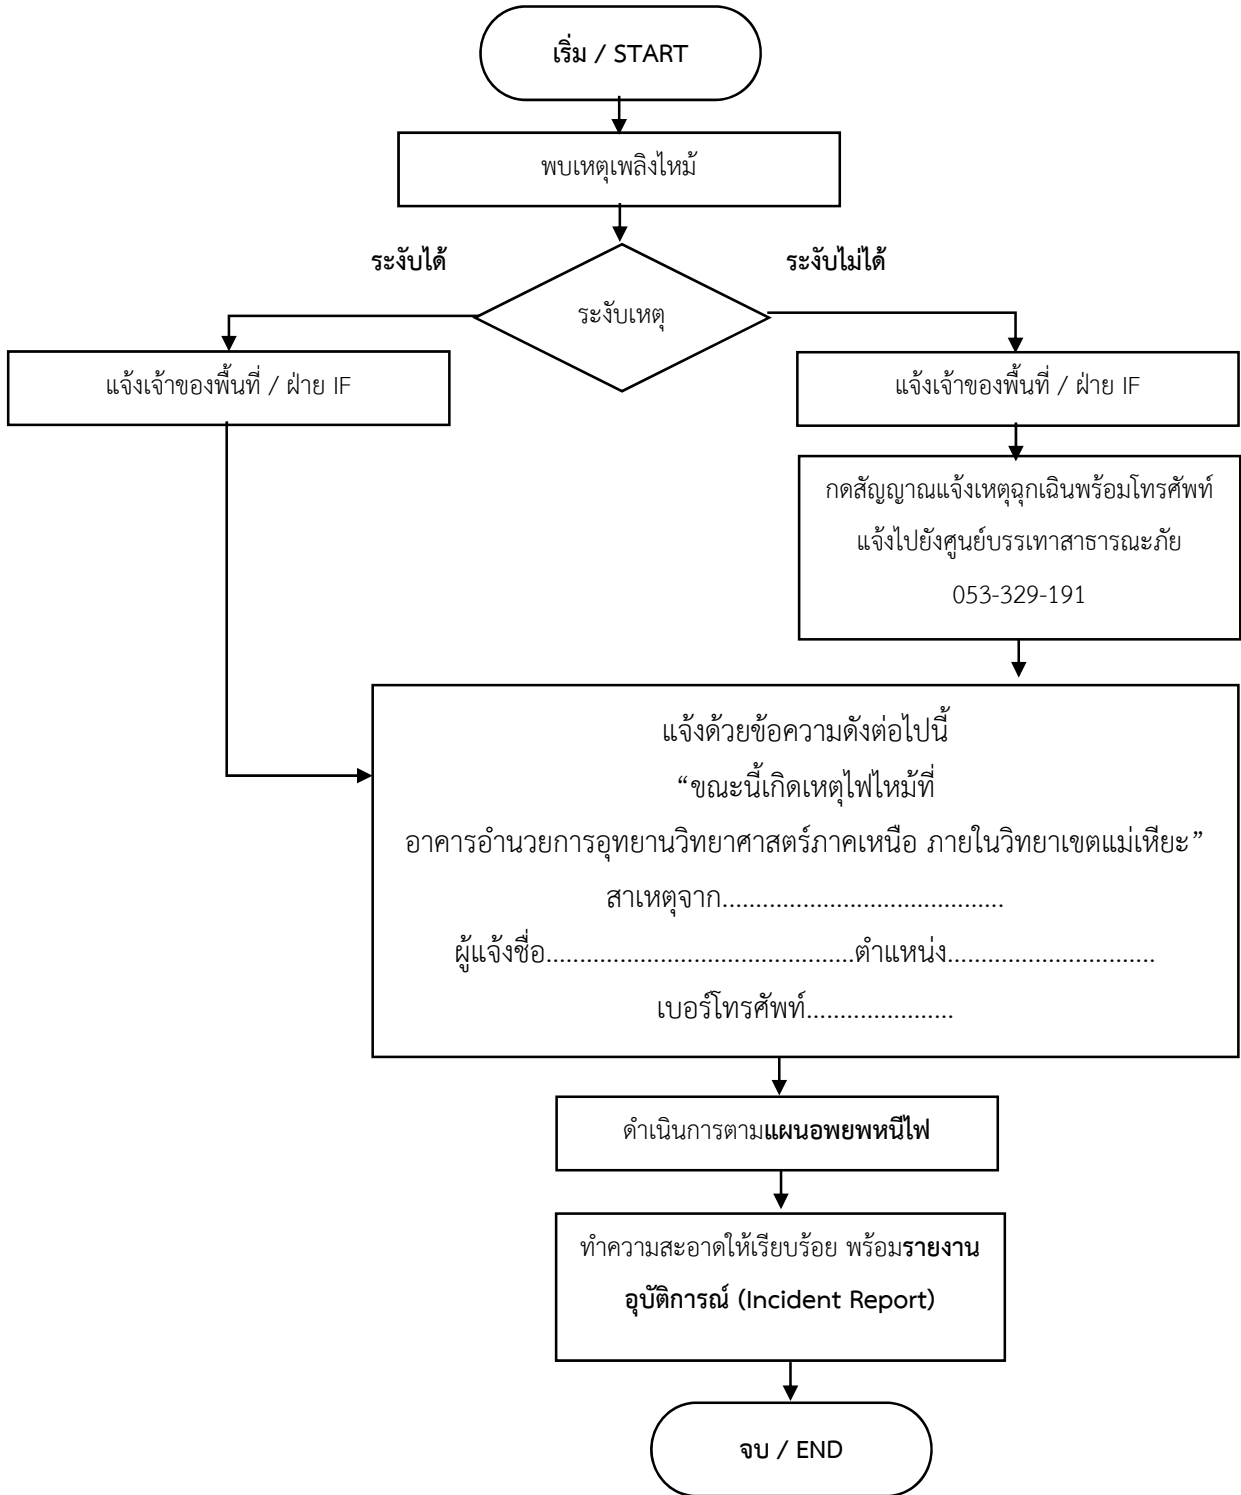 เริ่ม / START
พบเหตุเพลิงไหม้
ระงับได้
ระงับไม่ได้
ระงับเหตุ
แจ้งเจ้าของพื้นที่ / ฝ่าย IF
แจ้งเจ้าของพื้นที่ / ฝ่าย IF
กดสัญญาณแจ้งเหตุฉุกเฉินพร้อมโทรศัพท์
แจ้งไปยังศูนย์บรรเทาสาธารณะภัย
053-329-191
แจ้งด้วยข้อความดังต่อไปนี้
“ขณะนี้เกิดเหตุไฟไหม้ที่
อาคารอำนวยการอุทยานวิทยาศาสตร์ภาคเหนือ ภายในวิทยาเขตแม่เหียะ”
สาเหตุจาก..........................................
ผู้แจ้งชื่อ..............................................ตำแหน่ง...............................
เบอร์โทรศัพท์......................
ดำเนินการตามแผนอพยพหนีไฟ
ทำความสะอาดให้เรียบร้อย พร้อมรายงาน
อุบัติการณ์ (Incident Report)
จบ / END